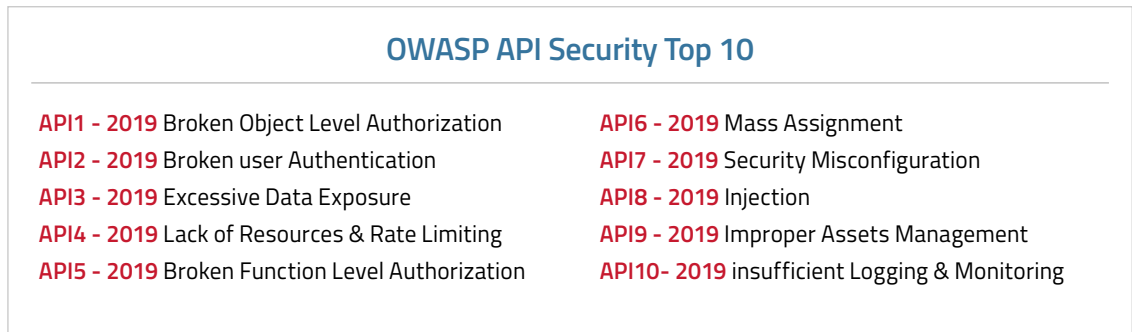 OWASP API Security Top 10
API1 - 2019 Broken Object Level Authorization
API2 - 2019 Broken user Authentication
API3 - 2019 Excessive Data Exposure
API4 - 2019 Lack of Resources & Rate Limiting
API5 - 2019 Broken Function Level Authorization
API6 - 2019 Mass Assignment
API7 - 2019 Security Misconfiguration
API8 - 2019 Injection
API9 - 2019 Improper Assets Management
API10- 2019 insufficient Logging & Monitoring